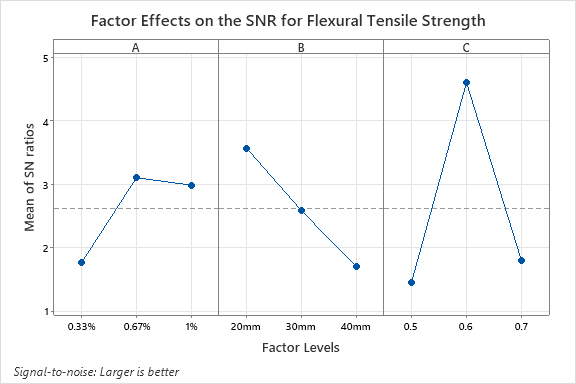 Factor Effects on the SNR for Flexural Tensile Strength
A B C
Mean of SN ratios
5
4
3
2
1
0.33% 0.67% 1% 20mm 30mm 40mm 0.5 0.6 0.7
Factor Levels
Signal-to-noise: Larger is better